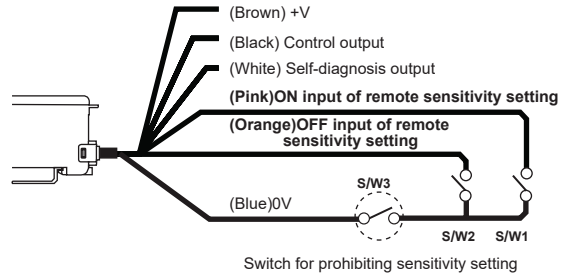 (Brown) +V
(Black) Control output
(White) Self-diagnosis output
(Pink)ON input of remote sensitivity setting
(Orange)OFF input of remote
sensitivity setting
S/W3
(Blue)0V
S/W2 S/W1
Switch for prohibiting sensitivity setting